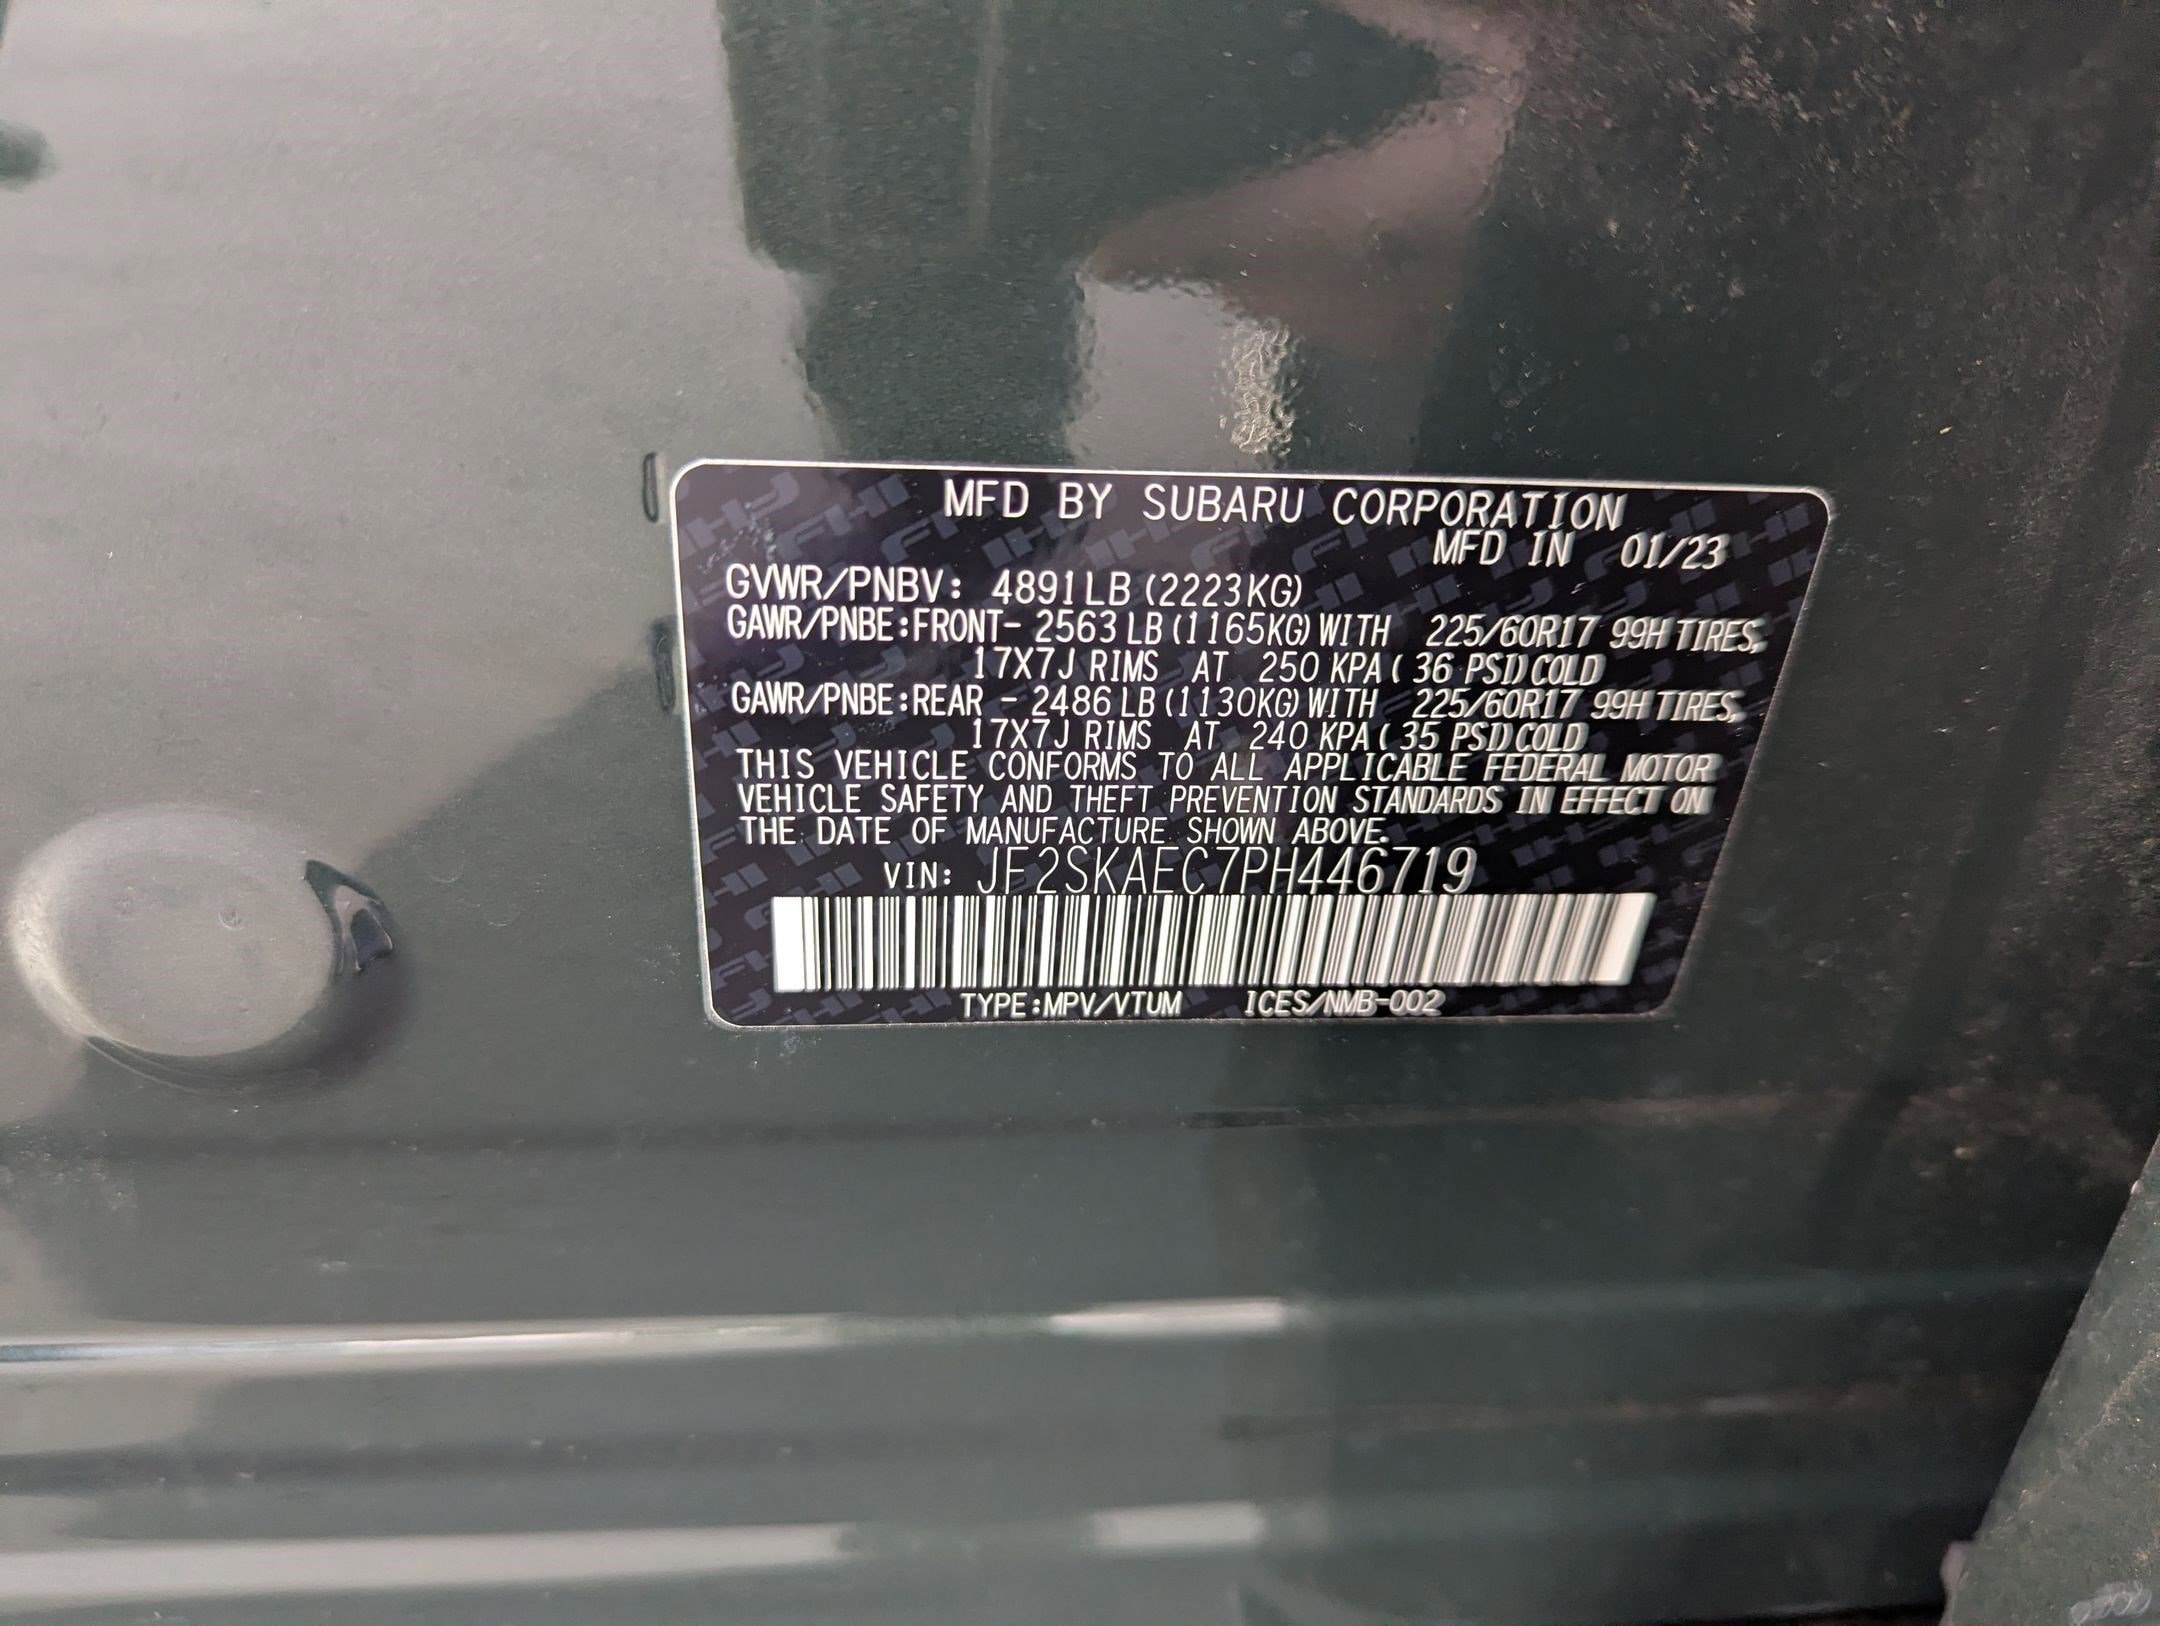 MFD BY SUBARU CORPORATION
MFD IN 01/23
GVWR/PNBV: 4891LB (2223KG)
GAWR/PNBE:FRONT- 2563 LB (1165KG) WITH 225/60R17 99H TIRES,
17X7J RIMS AT 250 KPA ( 36 PSI) COLD
GAWR/PNBE:REAR - 2486 LB (1130KG) WITH 225/60R17 99H TIRES,
17X7J RIMS AT 240 KPA ( 35 PSI) COLD
THIS VEHICLE CONFORMS TO ALL APPLICABLE FEDERAL MOTOR
VEHICLE SAFETY AND THEFT PREVENTION STANDARDS IN EFFECT ON
THE DATE OF MANUFACTURE SHOWN ABOVE.
VIN: JF2SKAEC7PH446719
TYPE:MPV/VTUM ICES/NMB-002